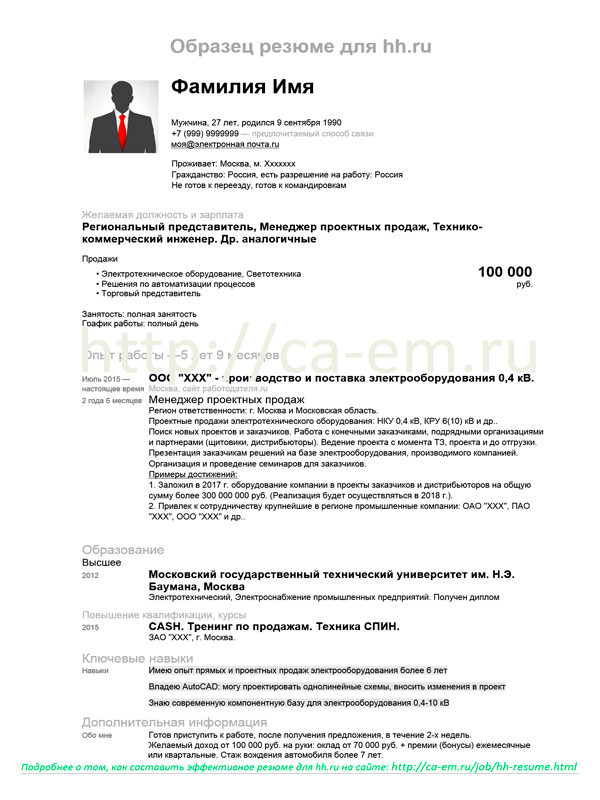 Образец резюме для hh.ru
Фамилия Имя
Мужчина, 27 лет, родился 9 сентября 1990
+7 (999) 9999999 — предпочитаемый способ связи
моя@электронная почта.ru
Проживает: Москва, м. Ххххххх
Гражданство: Россия, есть разрешение на работу: Россия
Не готов к переезду, готов к командировкам
Желаемая должность и зарплата
Региональный представитель, Менеджер проектных продаж, Технико-
коммерческий инженер. Др. аналогичные
Продажи
• Электротехническое оборудование, Светотехника
• Решения по автоматизации процессов
• Торговый представитель
100 000
руб.
Занятость: полная занятость
График работы: полный день
http://ca-em.ru
Опыт работы —5 лет 9 месяцев
Июль 2015 —
настоящее время
2 года 6 месяцев
ООО "ХХХ" - производство и поставка электрооборудования 0,4 кВ.
Москва, сайт работодателя.ru
Менеджер проектных продаж
Регион ответственности: г. Москва и Московская область.
Проектные продажи электротехнического оборудования: НКУ 0,4 кВ, КРУ 6(10) кВ и др..
Поиск новых проектов и заказчиков. Работа с конечными заказчиками, подрядными организациями
и партнерами (щитовики, дистрибьюторы). Ведение проекта с момента ТЗ, проекта и до отгрузки.
Презентация заказчикам решений на базе электрооборудования, производимого компанией.
Организация и проведение семинаров для заказчиков.
Примеры достижений:
1. Заложил в 2017 г. оборудование компании в проекты заказчиков и дистрибьюторов на общую
сумму более 300 000 000 руб. (Реализация будет осуществляться в 2018 г.).
2. Привлек к сотрудничеству крупнейшие в регионе промышленные компании: ОАО "ХХХ", ПАО
"ХХХ", ООО "ХХХ" и др..
Образование
Высшее
2012
Московский государственный технический университет им. Н.Э.
Баумана, Москва
Электротехнический, Электроснабжение промышленных предприятий. Получен диплом
Повышение квалификации, курсы
2015
CASH. Тренинг по продажам. Техника СПИН.
ЗАО "ХХХ", г. Москва.
Ключевые навыки
Навыки
Имею опыт прямых и проектных продаж электрооборудования более 6 лет
Владею AutoCAD: могу проектировать однолинейные схемы, вносить изменения в проект
Знаю современную компонентную базу для электрооборудования 0,4-10 кВ
Дополнительная информация
Обо мне
Готов приступить к работе, после получения предложения, в течение 2-х недель.
Желаемый доход от 100 000 руб. на руки: оклад от 70 000 руб. + премии (бонусы) ежемесячные
или квартальные. Стаж вождения автомобиля более 7 лет.
Подробнее о том, как составить эффективное резюме для hh.ru на сайте: http://ca-em.ru/job/hh-resume.html